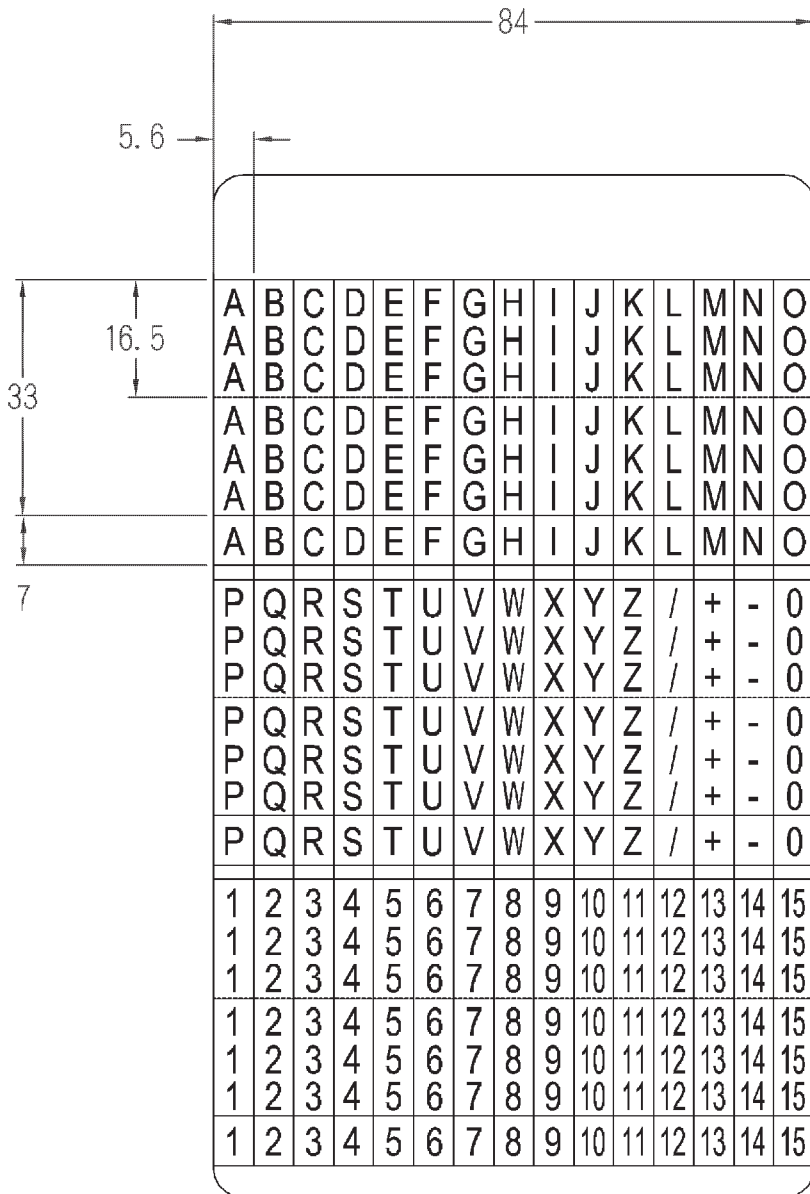 84
5.6
A B C D E F G H I J K L M N O
16.5
A B C D E F G H I J K L M N O
A B C D E F G H I J K L M N O
33
A B C D E F G H I J K L M N O
A B C D E F G H I J K L M N O
A B C D E F G H I J K L M N O
A B C D E F G H I J K L M N O
7
P Q R S T U V W X Y Z / + - 0
P Q R S T U V W X Y Z / + - 0
P Q R S T U V W X Y Z / + - 0
P Q R S T U V W X Y Z / + - 0
P Q R S T U V W X Y Z / + - 0
P Q R S T U V W X Y Z / + - 0
P Q R S T U V W X Y Z / + - 0
1 2 3 4 5 6 7 8 9 10 11 12 13 14 15
1 2 3 4 5 6 7 8 9 10 11 12 13 14 15
1 2 3 4 5 6 7 8 9 10 11 12 13 14 15
1 2 3 4 5 6 7 8 9 10 11 12 13 14 15
1 2 3 4 5 6 7 8 9 10 11 12 13 14 15
1 2 3 4 5 6 7 8 9 10 11 12 13 14 15
1 2 3 4 5 6 7 8 9 10 11 12 13 14 15